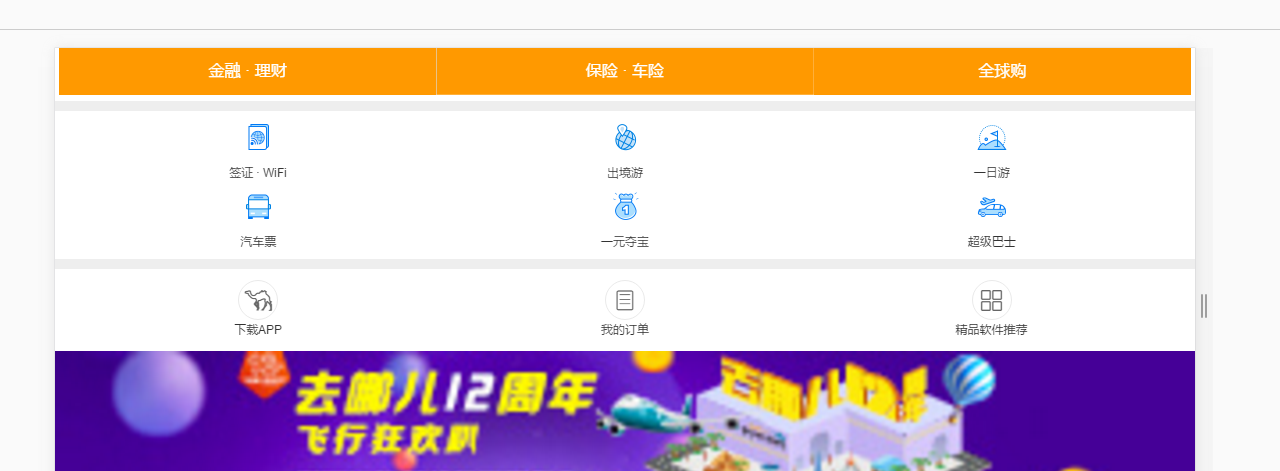 金融 · 理财
保险 · 车险
全球购
签证 · WiFi
出境游
一日游
汽车票
一元夺宝
超级巴士
下载APP
我的订单
精品软件推荐
去哪儿12周年
飞行狂欢趴